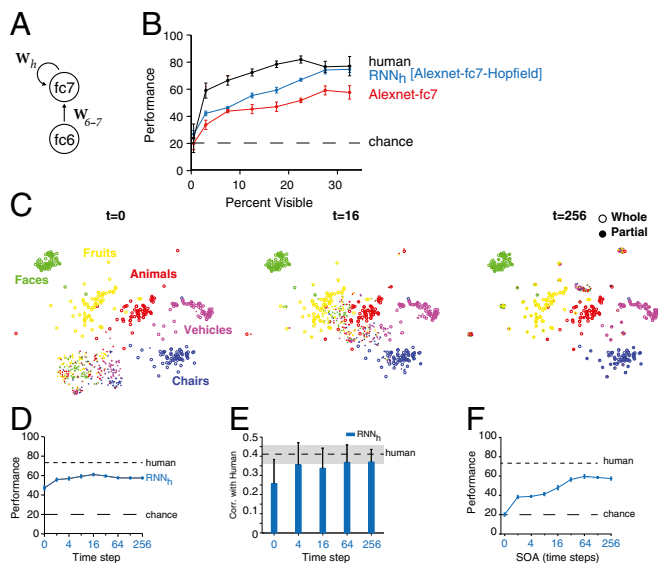 A
W_h
fc7
W_6-7
fc6
B
Performance
100
80
60
40
20
0
0
10
20
30
Percent Visible
human
RNN_h [Alexnet-fc7-Hopfield]
Alexnet-fc7
chance
C
t=0
t=16
t=256
Whole
Partial
Faces
Fruits
Animals
Vehicles
Chairs
D
Performance
100
80
60
40
20
0
0
4
16
64
256
Time step
human
RNN_h
chance
E
Corr. with Human
0.5
0.4
0.3
0.2
0.1
0
0
4
16
64
256
Time step
RNN_h
human
F
Performance
100
80
60
40
20
0
0
4
16
64
256
SOA (time steps)
human
chance